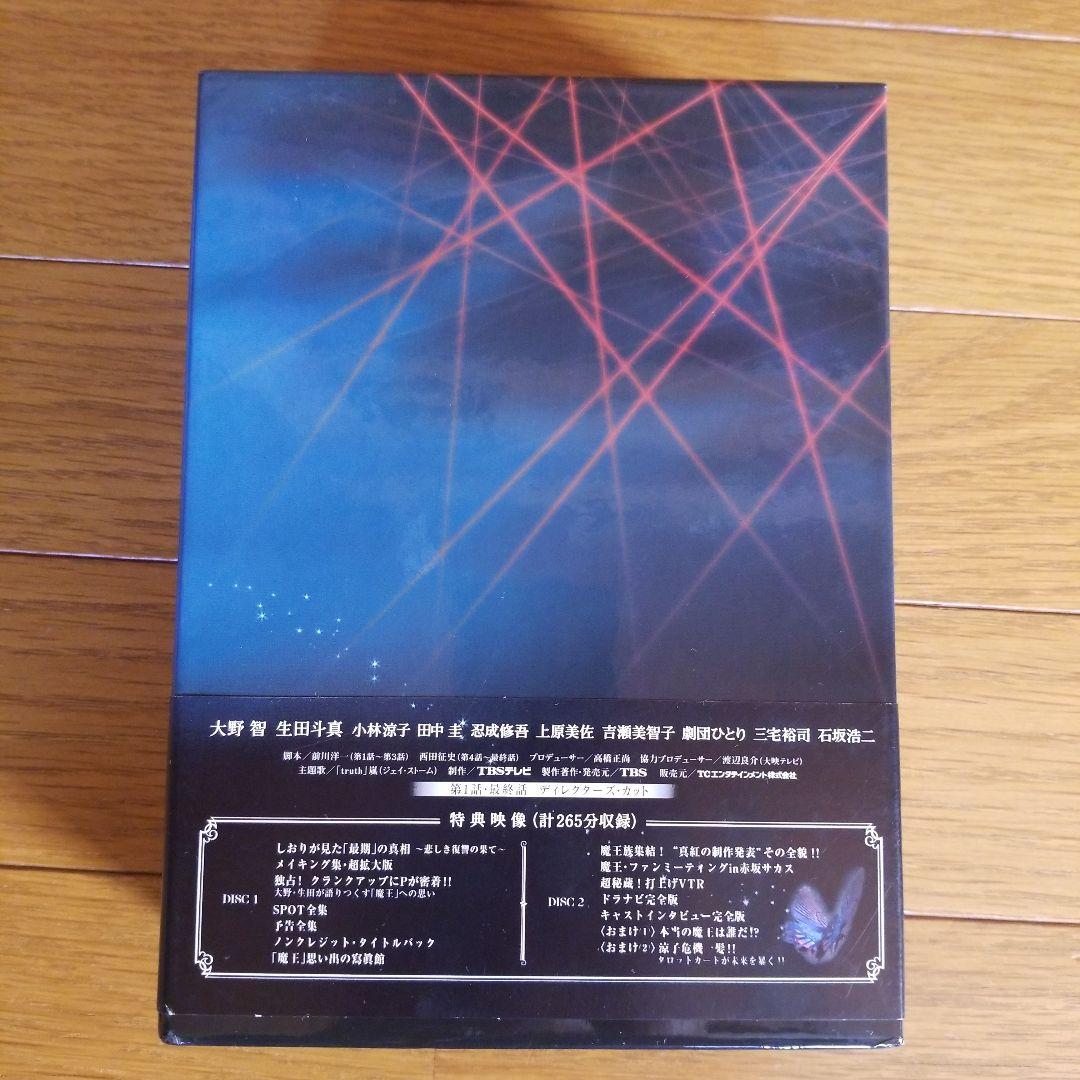 大野 智 生田斗真 小林涼子 田中 圭 忍成修吾 上原美佐 吉瀬美智子 劇団ひとり 三宅裕司 石坂浩二
脚本／前川洋一(第1話～第3話) 西田征史(第4話～最終話) プロデューサー／高橋正尚 協力プロデューサー／渡辺良介(大映テレビ)
主題歌／「truth」嵐(ジェイ・ストーム) 制作／TBSテレビ 製作著作・発売元／TBS 販売元／TCエンタテインメント株式会社
第1話・最終話 ディレクターズ・カット
特典映像(計265分収録)
DISC 1
しおりが見た「最期」の真相 ～悲しき復讐の果て～
メイキング集・超拡大版
独占! クランクアップにPが密着!!
大野・生田が語りつくす「魔王」への思い
SPOT全集
予告全集
ノンクレジット・タイトルバック
「魔王」思い出の寫眞館
DISC 2
魔王族集結! “真紅の制作発表”その全貌!!
魔王・ファンミーティングin赤坂サカス
超秘蔵!打上げVTR
ドラナビ完全版
キャストインタビュー完全版
〈おまけ1〉本当の魔王は誰だ!?
〈おまけ2〉涼子危機一髪!!
タロットカードが未来を暴く!!